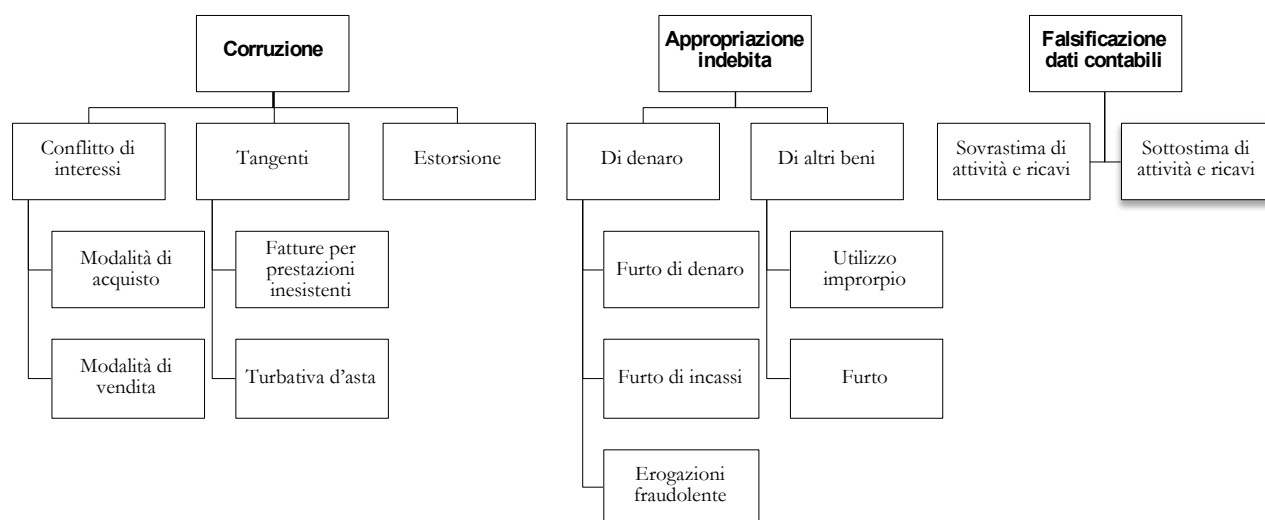 Corruzione
Appropriazione
indebita
Falsificazione
dati contabili
Conflitto di
interessi
Tangenti
Estorsione
Di denaro
Di altri beni
Sovrastima di
attività e ricavi
Sottostima di
attività e ricavi
Modalità di
acquisto
Fatture per
prestazioni
inesistenti
Furto di denaro
Utilizzo
improrpio
Modalità di
vendita
Turbativa d'asta
Furto di incassi
Furto
Erogazioni
fraudolente